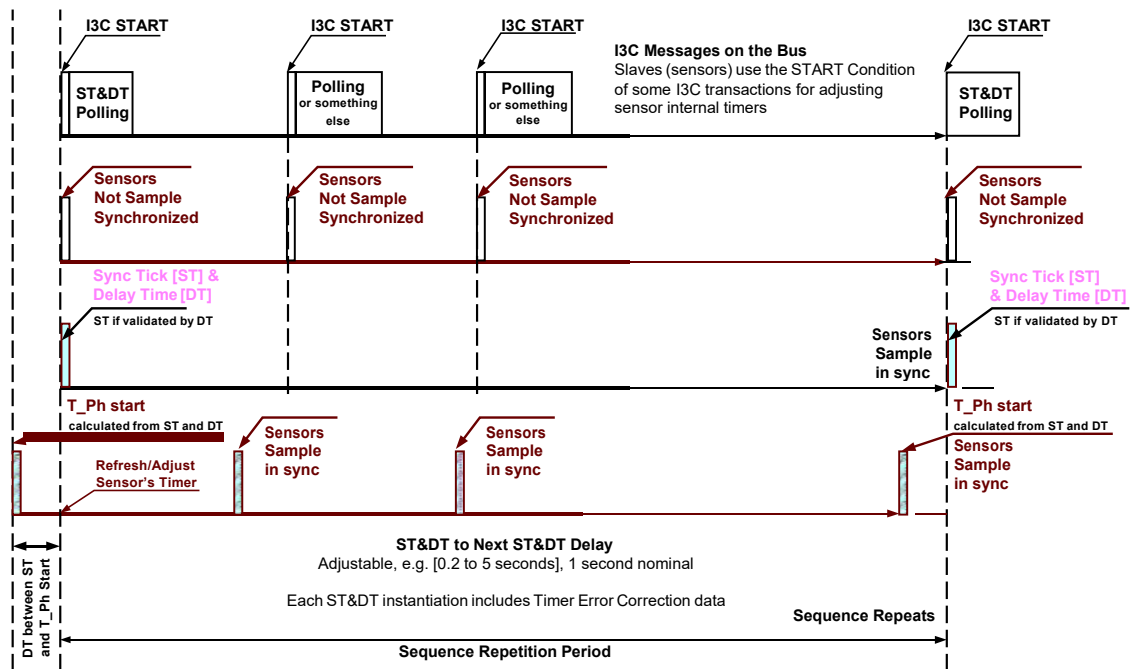 I3C START
I3C START
I3C START
I3C START
I3C Messages on the Bus
Slaves (sensors) use the START Condition
of some I3C transactions for adjusting
sensor internal timers
ST&DT
Polling
Polling
or something
else
Polling
or something
else
ST&DT
Polling
Sensors
Not Sample
Synchronized
Sensors
Not Sample
Synchronized
Sensors
Not Sample
Synchronized
Sensors
Not Sample
Synchronized
Sync Tick [ST] &
Delay Time [DT]
ST if validated by DT
Sync Tick [ST]
& Delay Time [DT]
ST if validated by DT
Sensors
Sample
in sync
T_Ph start
calculated from ST and DT
Refresh/Adjust
Sensor's Timer
Sensors
Sample
in sync
Sensors
Sample
in sync
T_Ph start
calculated from ST and DT
Sensors
Sample
in sync
DT between ST
and T_Ph Start
ST&DT to Next ST&DT Delay
Adjustable, e.g. [0.2 to 5 seconds], 1 second nominal
Each ST&DT instantiation includes Timer Error Correction data
Sequence Repeats
Sequence Repetition Period